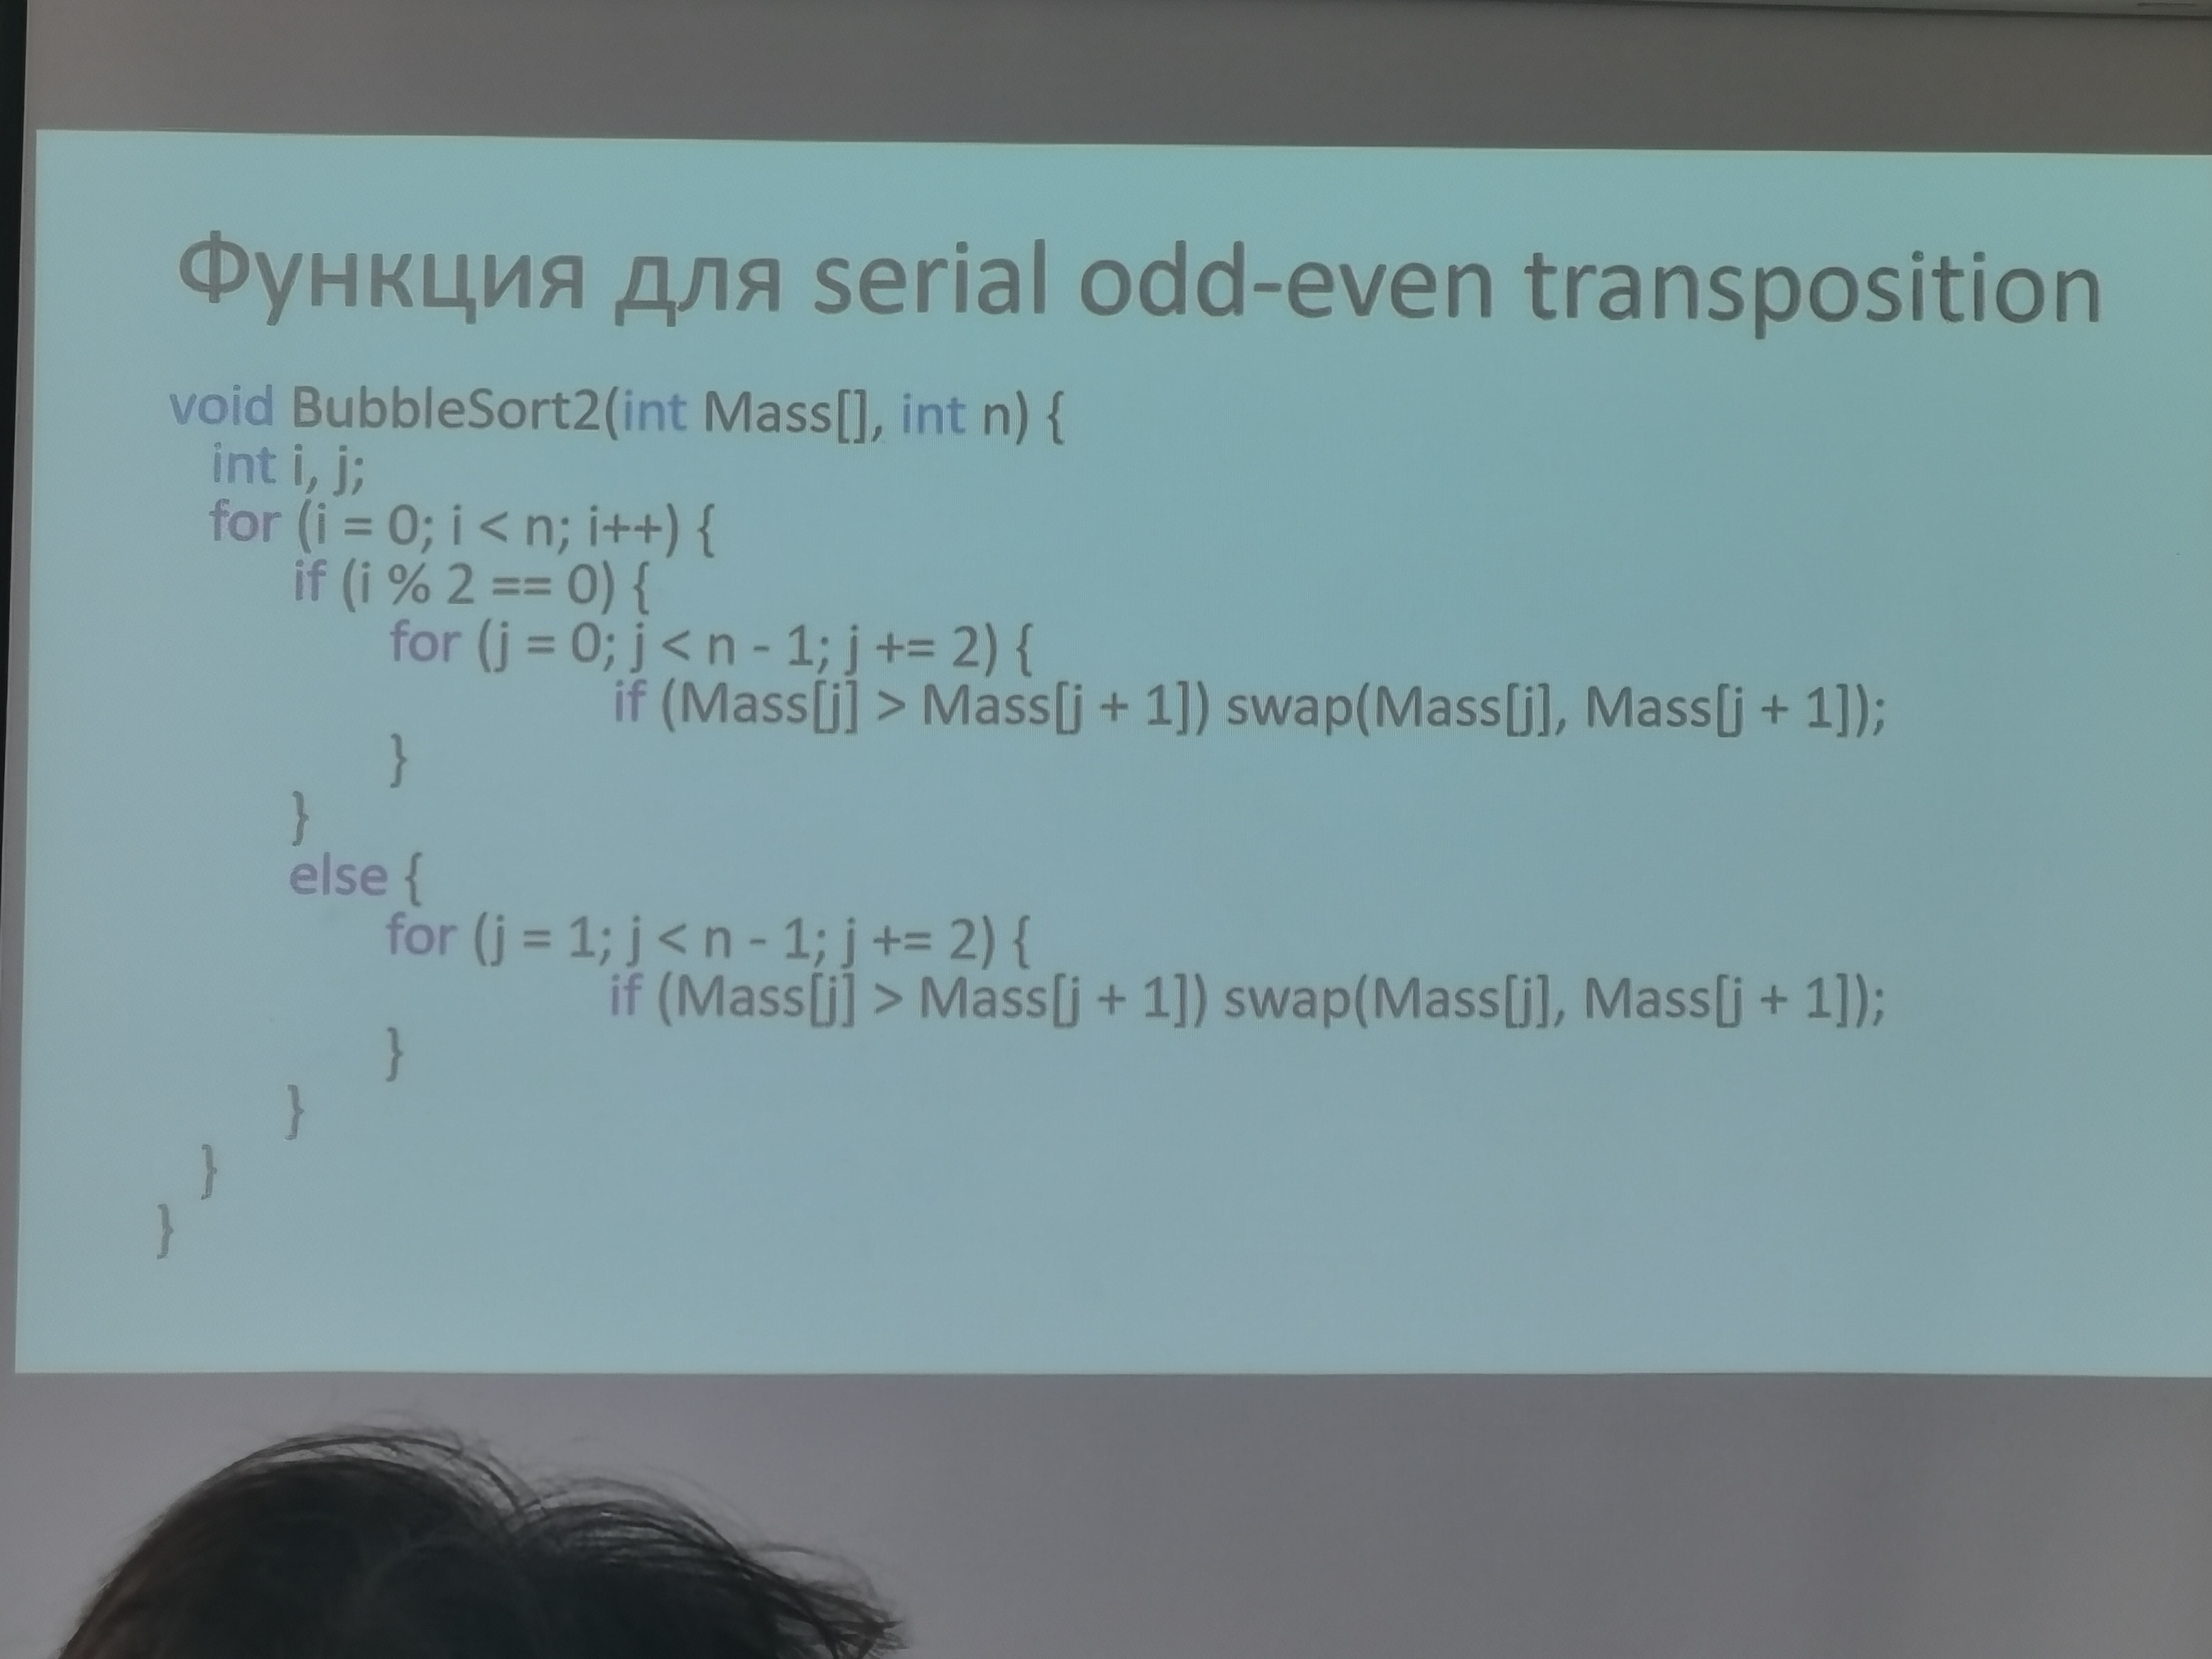 Функция для serial odd-even transposition
void BubbleSort2(int Mass[], int n) {
int i, j;
for (i = 0; i < n; i++) {
if (i % 2 == 0) {
for (j = 0; j < n - 1; j += 2) {
if (Mass[j] > Mass[j + 1]) swap(Mass[j], Mass[j + 1]);
}
}
else {
for (j = 1; j < n - 1; j += 2) {
if (Mass[j] > Mass[j + 1]) swap(Mass[j], Mass[j + 1]);
}
}
}
}